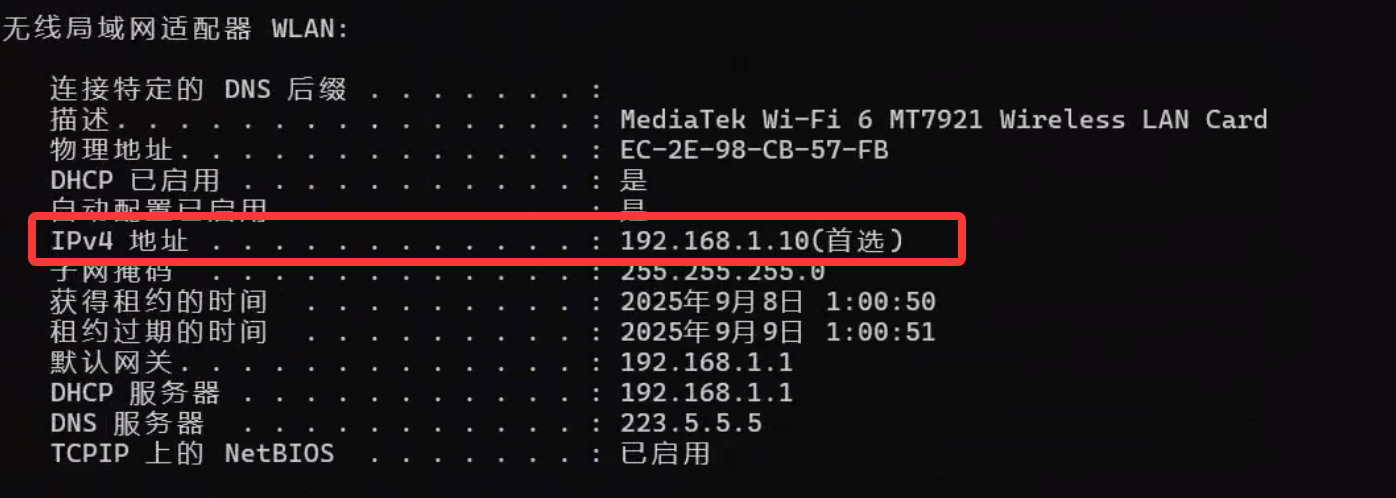 无线局域网适配器 WLAN:
连接特定的 DNS 后缀 . . . . . . . :
描述. . . . . . . . . . . . . . . : MediaTek Wi-Fi 6 MT7921 Wireless LAN Card
物理地址. . . . . . . . . . . . . : EC-2E-98-CB-57-FB
DHCP 已启用 . . . . . . . . . . . : 是
自动配置已启用. . . . . . . . . . : 是
IPv4 地址 . . . . . . . . . . . . : 192.168.1.10(首选)
子网掩码 . . . . . . . . . . . . : 255.255.255.0
获得租约的时间 . . . . . . . . . : 2025年9月8日 1:00:50
租约过期的时间 . . . . . . . . . : 2025年9月9日 1:00:51
默认网关. . . . . . . . . . . . . : 192.168.1.1
DHCP 服务器 . . . . . . . . . . . : 192.168.1.1
DNS 服务器 . . . . . . . . . . . : 223.5.5.5
TCPIP 上的 NetBIOS . . . . . . . : 已启用